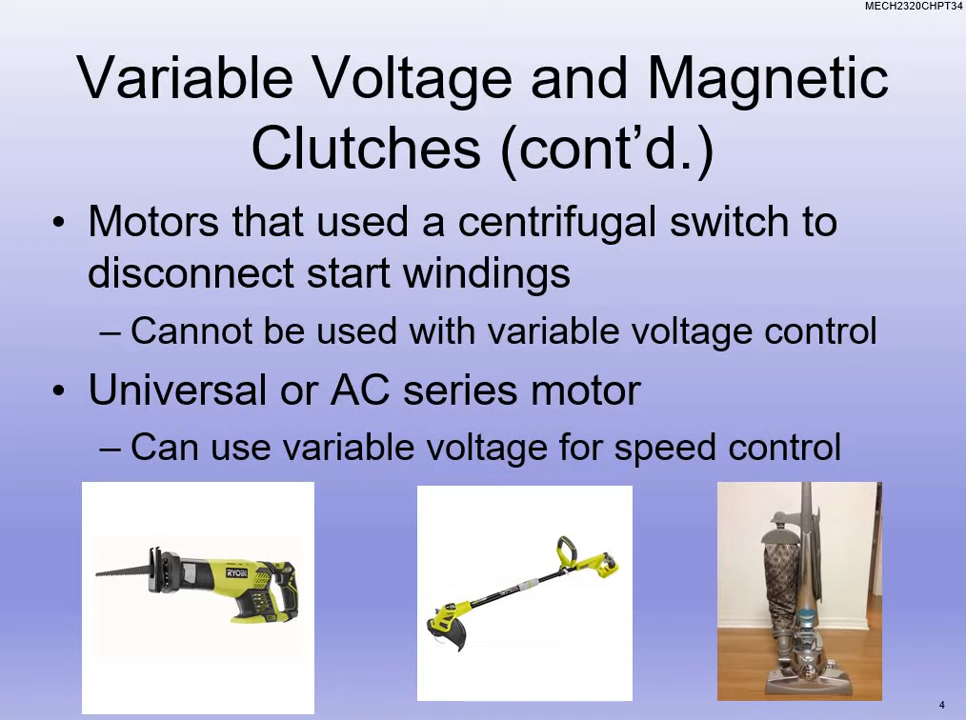 MECH2320CHPT34
Variable Voltage and Magnetic
Clutches (cont’d.)
• Motors that used a centrifugal switch to
disconnect start windings
– Cannot be used with variable voltage control
• Universal or AC series motor
– Can use variable voltage for speed control
RYOBI
4